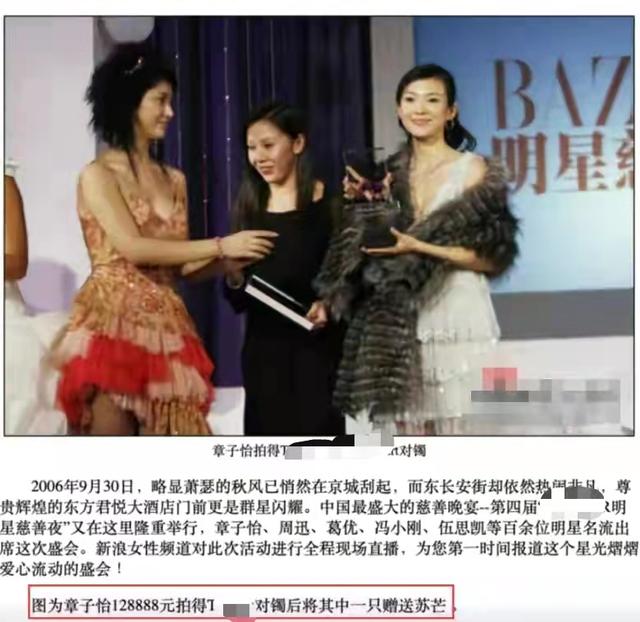 BAZ
明星慈
章子怡拍得T 对镯
2006年9月30日，略显萧瑟的秋风已悄然在京城刮起，而东长安街却依然热闹非凡，尊
贵辉煌的东方君悦大酒店门前更是群星闪耀。中国最盛大的慈善晚宴--第四届“ R明
星慈善夜”又在这里隆重举行，章子怡、周迅、葛优、冯小刚、伍思凯等百余位明星名流出
席这次盛会。新浪女性频道对此次活动进行全程现场直播，为您第一时间报道这个星光熠熠
爱心流动的盛会！
图为章子怡128888元拍得T 对镯后将其中一只赠送苏芒